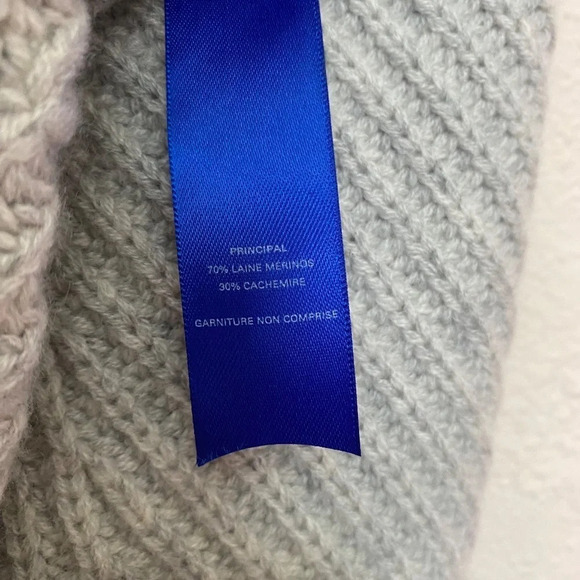 PRINCIPAL
70% LAINE MÉRINOS
30% CACHEMIRE
GARNITURE NON COMPRISE